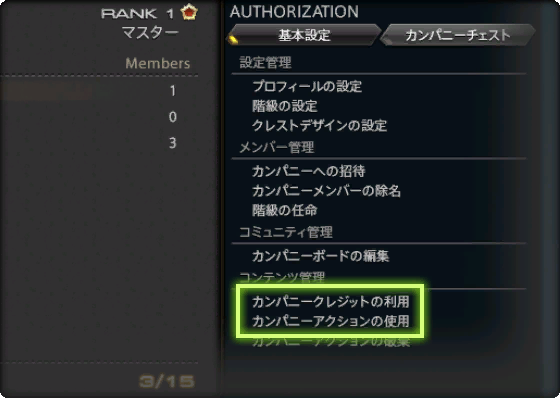 RANK 1
マスター
Members
1
0
3
3/15
AUTHORIZATION
基本設定
カンパニーチェスト
設定管理
プロフィールの設定
階級の設定
クレストデザインの設定
メンバー管理
カンパニーへの招待
カンパニーメンバーの除名
階級の任命
コミュニティ管理
カンパニーボードの編集
コンテンツ管理
カンパニークレジットの利用
カンパニーアクションの使用
カンパニーアクションの破棄